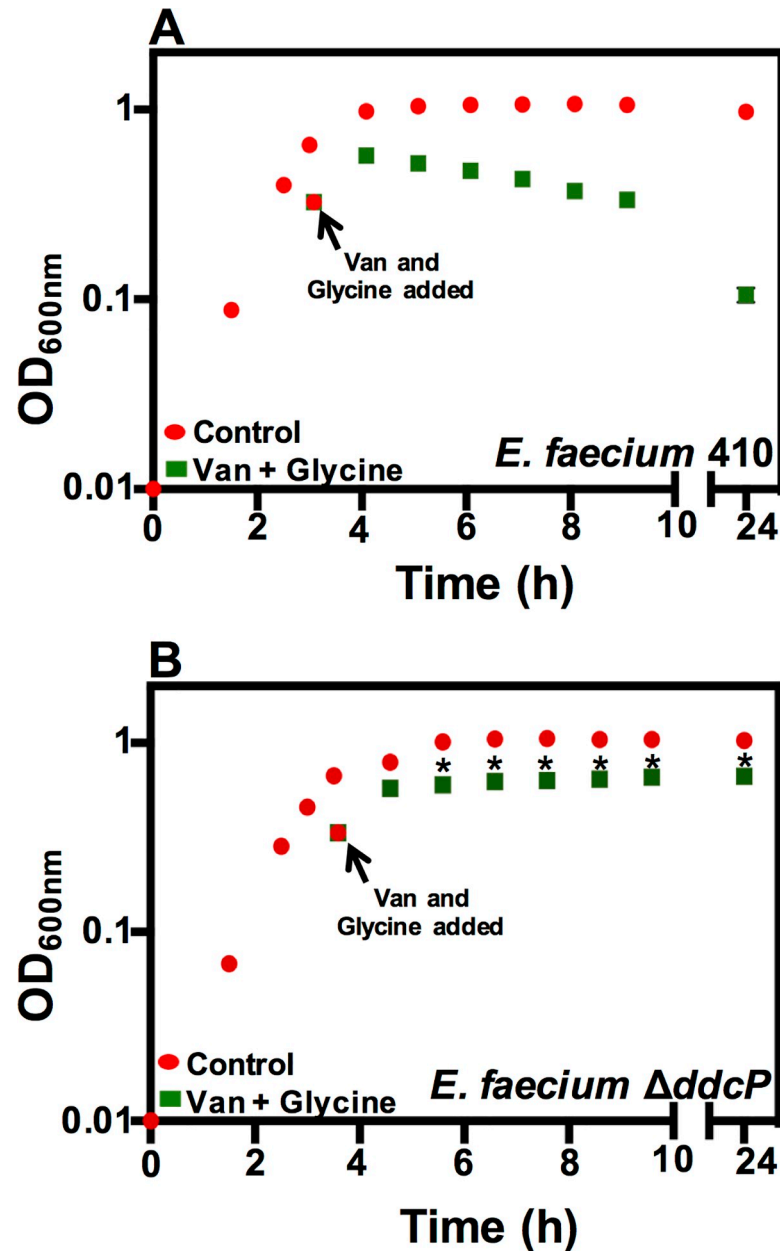 A
OD600nm
1
0.1
0.01
Van and
Glycine added
Control
Van + Glycine
E. faecium 410
0 2 4 6 8 10 24
Time (h)
B
OD600nm
1
0.1
0.01
* * * * * *
Van and
Glycine added
Control
Van + Glycine
E. faecium ΔddcP
0 2 4 6 8 10 24
Time (h)